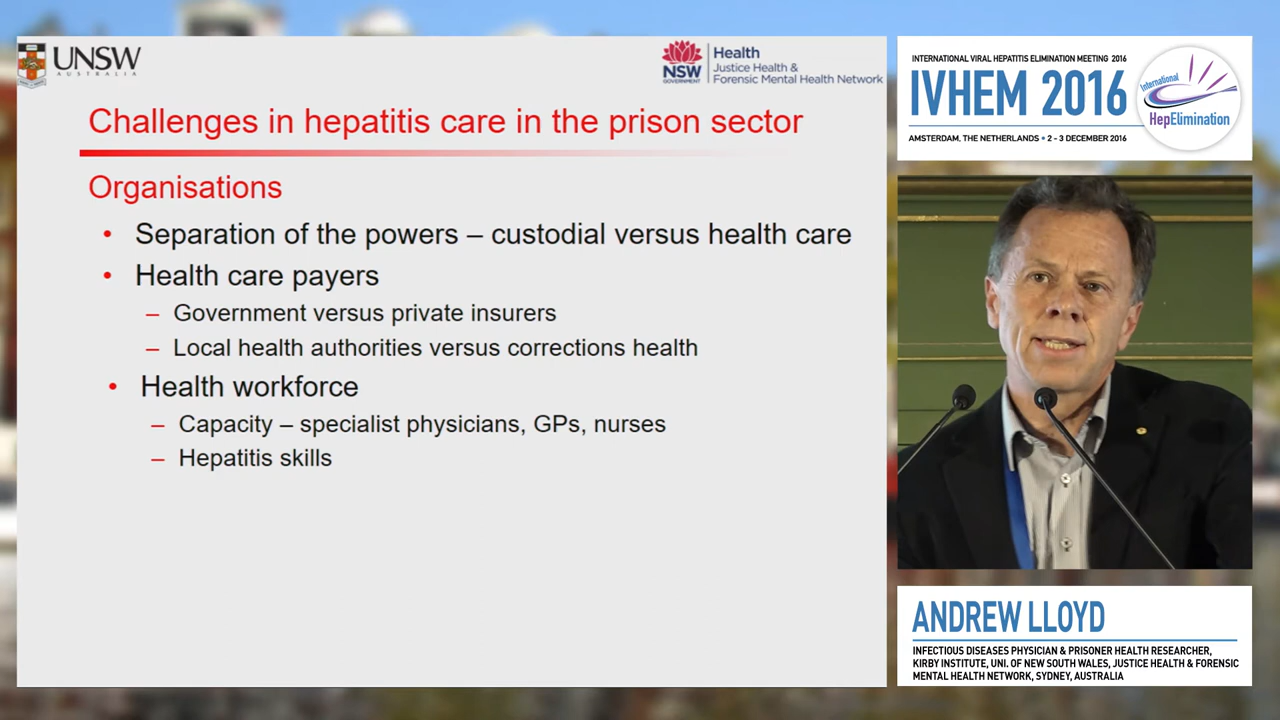 UNSW
AUSTRALIA
NSW
GOVERNMENT
Health
Justice Health &
Forensic Mental Health Network
Challenges in hepatitis care in the prison sector
Organisations
• Separation of the powers – custodial versus health care
• Health care payers
– Government versus private insurers
– Local health authorities versus corrections health
• Health workforce
– Capacity – specialist physicians, GPs, nurses
– Hepatitis skills
INTERNATIONAL VIRAL HEPATITIS ELIMINATION MEETING 2016
IVHEM 2016
AMSTERDAM, THE NETHERLANDS • 2 - 3 DECEMBER 2016
International
HepElimination
ANDREW LLOYD
INFECTIOUS DISEASES PHYSICIAN & PRISONER HEALTH RESEARCHER,
KIRBY INSTITUTE, UNI. OF NEW SOUTH WALES, JUSTICE HEALTH & FORENSIC
MENTAL HEALTH NETWORK, SYDNEY, AUSTRALIA